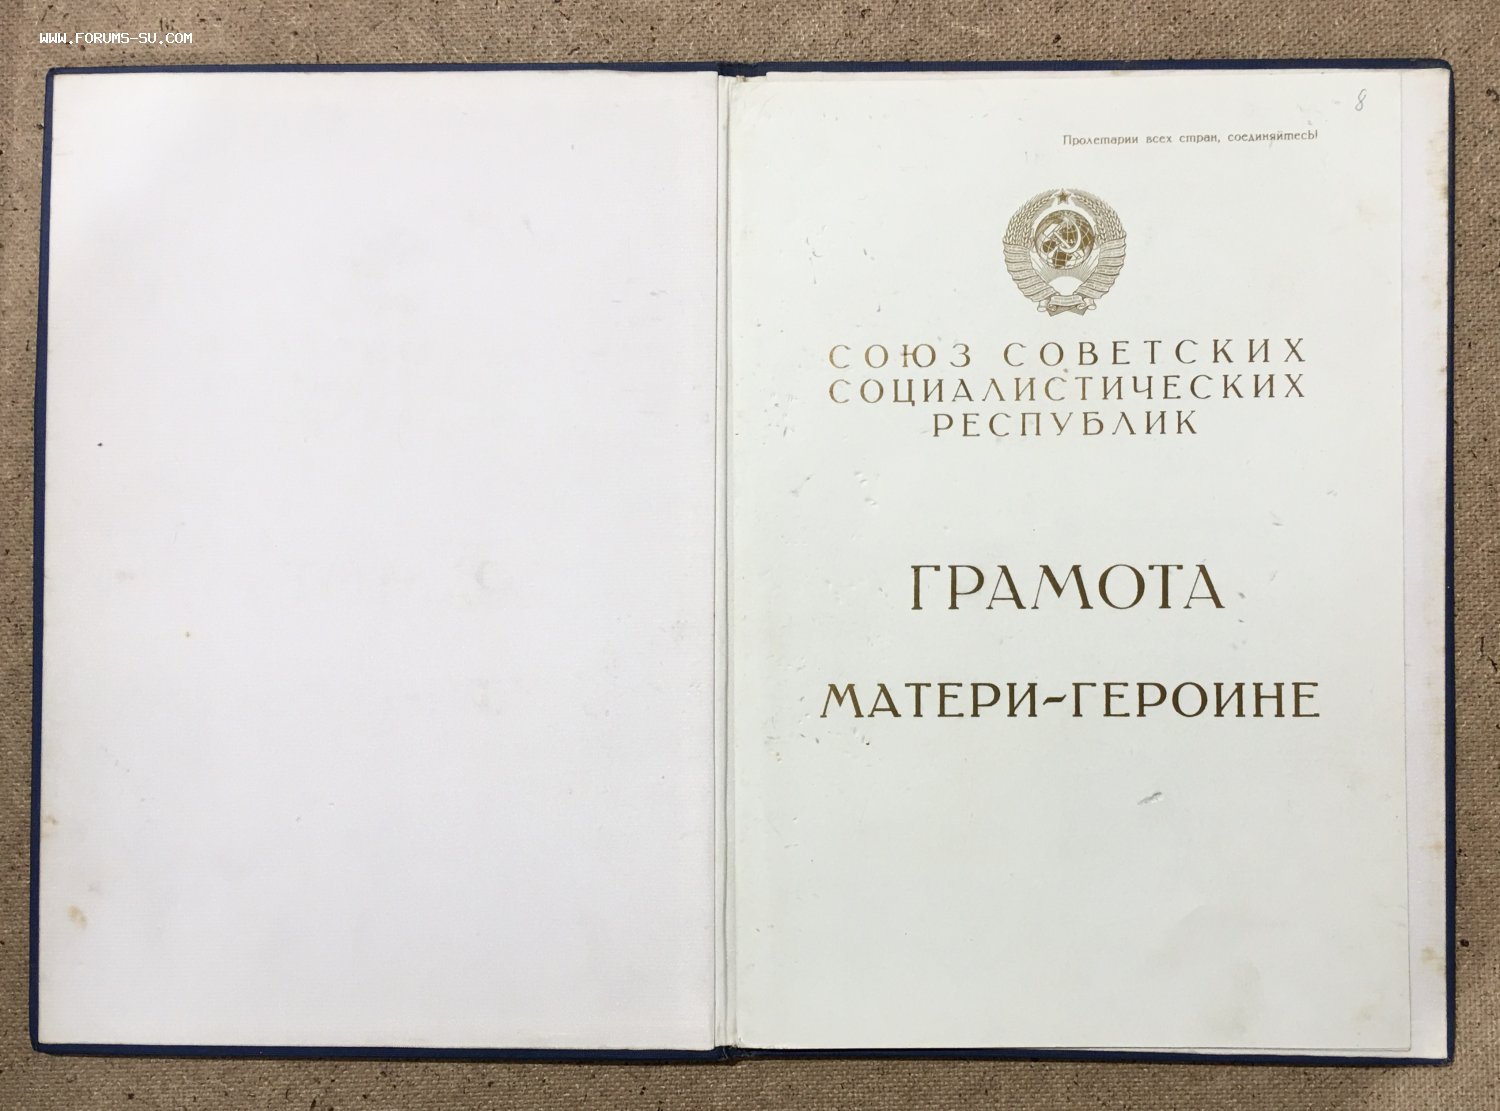 WWW.FORUMS-SU.COM
8
Пролетарии всех стран, соединяйтесь!
СОЮЗ СОВЕТСКИХ
СОЦИАЛИСТИЧЕСКИХ
РЕСПУБЛИК
ГРАМОТА
МАТЕРИ-ГЕРОИНЕ